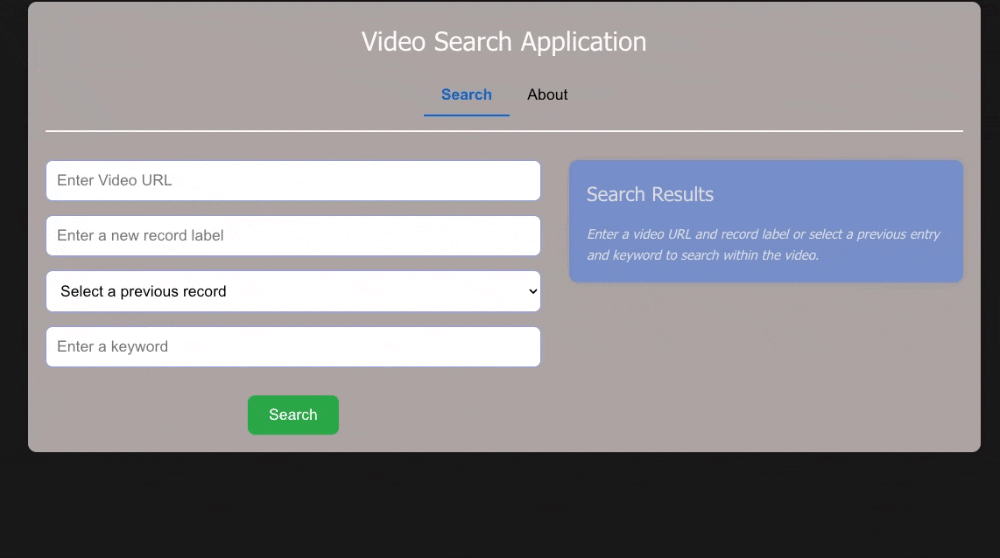 Video Search Application
Search
About
Enter Video URL
Enter a new record label
Select a previous record
Enter a keyword
Search
Search Results
Enter a video URL and record label or select a previous entry
and keyword to search within the video.